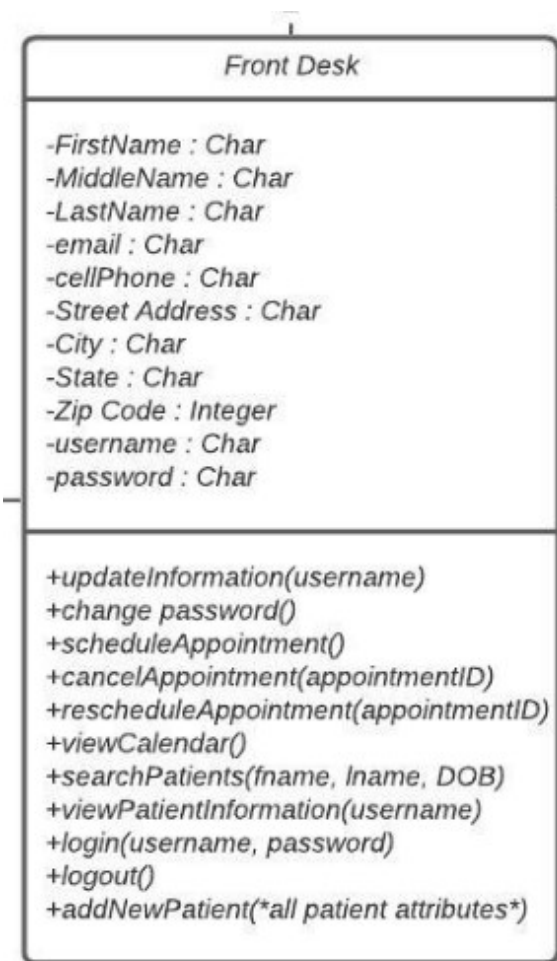 Front Desk
-FirstName : Char
-MiddleName : Char
-LastName : Char
-email : Char
-cellPhone : Char
-Street Address : Char
-City : Char
-State : Char
-Zip Code : Integer
-username : Char
-password : Char
+updateInformation(username)
+change password()
+scheduleAppointment()
+cancelAppointment(appointmentID)
+rescheduleAppointment(appointmentID)
+viewCalendar()
+searchPatients(fname, lname, DOB)
+viewPatientInformation(username)
+login(username, password)
+logout()
+addNewPatient(*all patient attributes*)